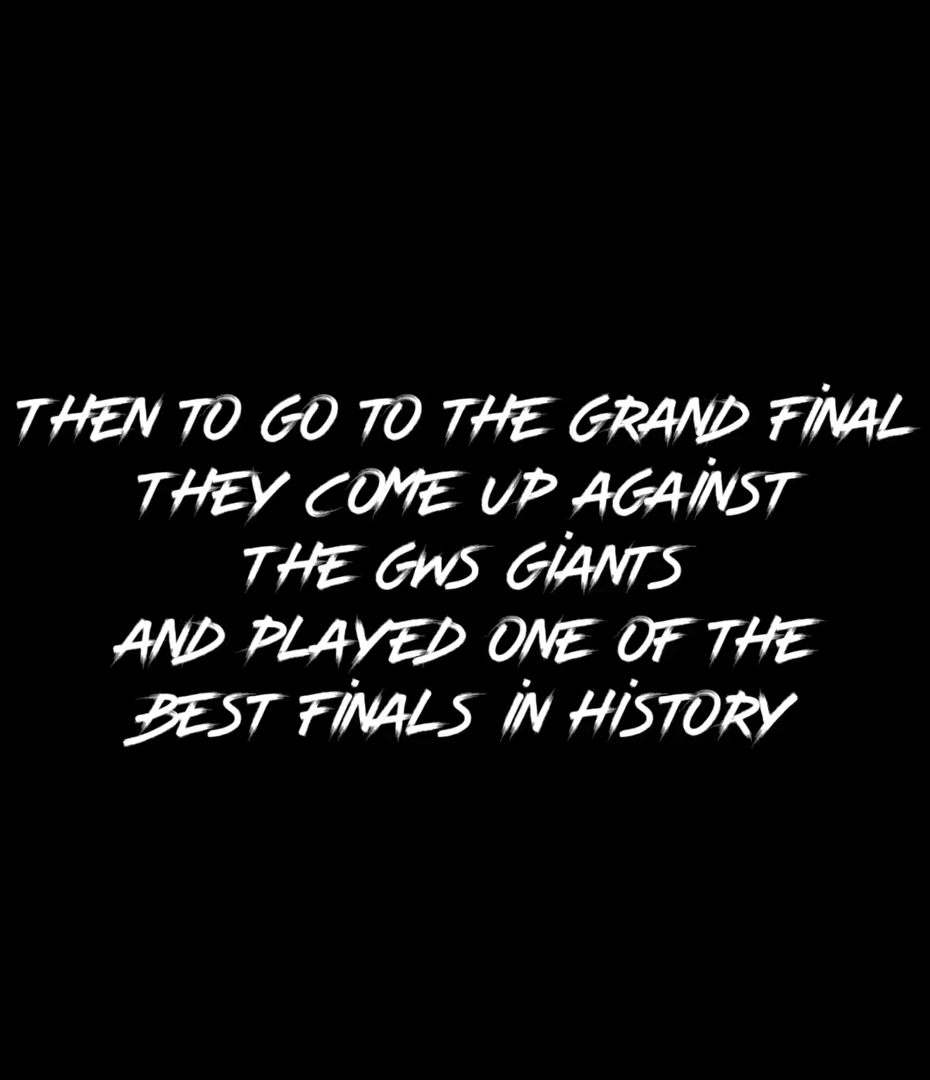 THEN TO GO TO THE GRAND FINAL
THEY COME UP AGAINST
THE GWS GIANTS
AND PLAYED ONE OF THE
BEST FINALS IN HISTORY